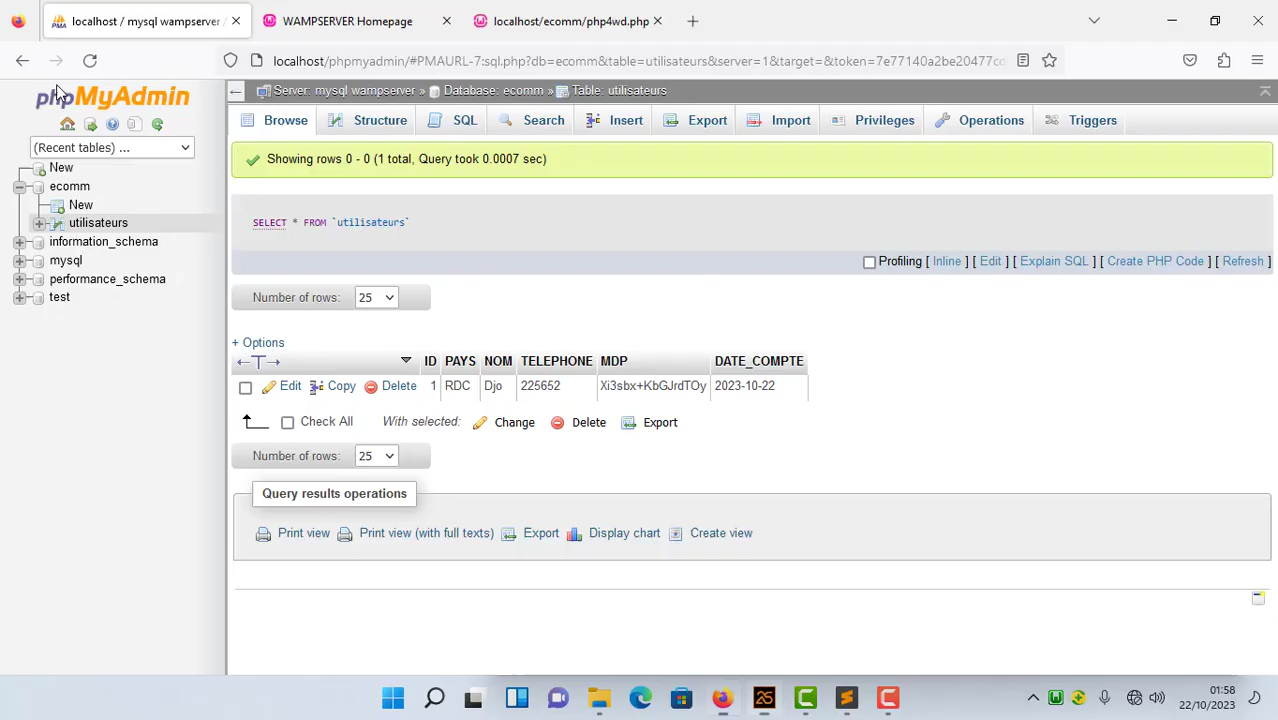 localhost / mysql wampserver /
WAMPSERVER Homepage
localhost/ecomm/php4wd.php
localhost/phpmyadmin/#PMAURL-7:sql.php?db=ecomm&table=utilisateurs&server=1&target=&token=7e77140a2be20477cc
phpMyAdmin
(Recent tables) ...
New
ecomm
New
utilisateurs
information_schema
mysql
performance_schema
test
Server: mysql wampserver » Database: ecomm » Table: utilisateurs
Browse Structure SQL Search Insert Export Import Privileges Operations Triggers
Showing rows 0 - 0 (1 total, Query took 0.0007 sec)
SELECT * FROM `utilisateurs`
Profiling [ Inline ] [ Edit ] [ Explain SQL ] [ Create PHP Code ] [ Refresh ]
Number of rows: 25
+ Options
ID PAYS NOM TELEPHONE MDP DATE_COMPTE
Edit Copy Delete 1 RDC Djo 225652 Xi3sbx+KbGJrdTOy 2023-10-22
Check All With selected: Change Delete Export
Number of rows: 25
Query results operations
Print view Print view (with full texts) Export Display chart Create view
01:58
22/10/2023